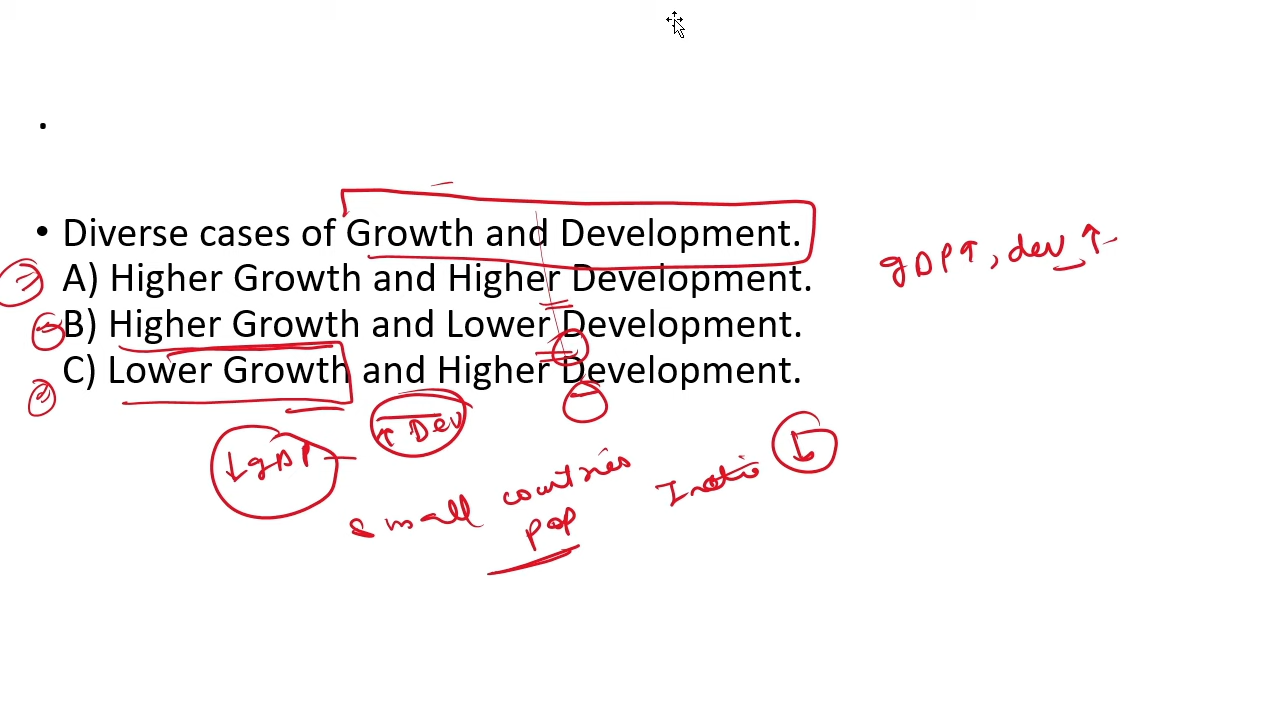 .
• Diverse cases of Growth and Development.
A) Higher Growth and Higher Development.
gDP↑, dev ↑
B) Higher Growth and Lower Development.
C) Lower Growth and Higher Development.
↑ Dev
↓gDP
small countries
pop